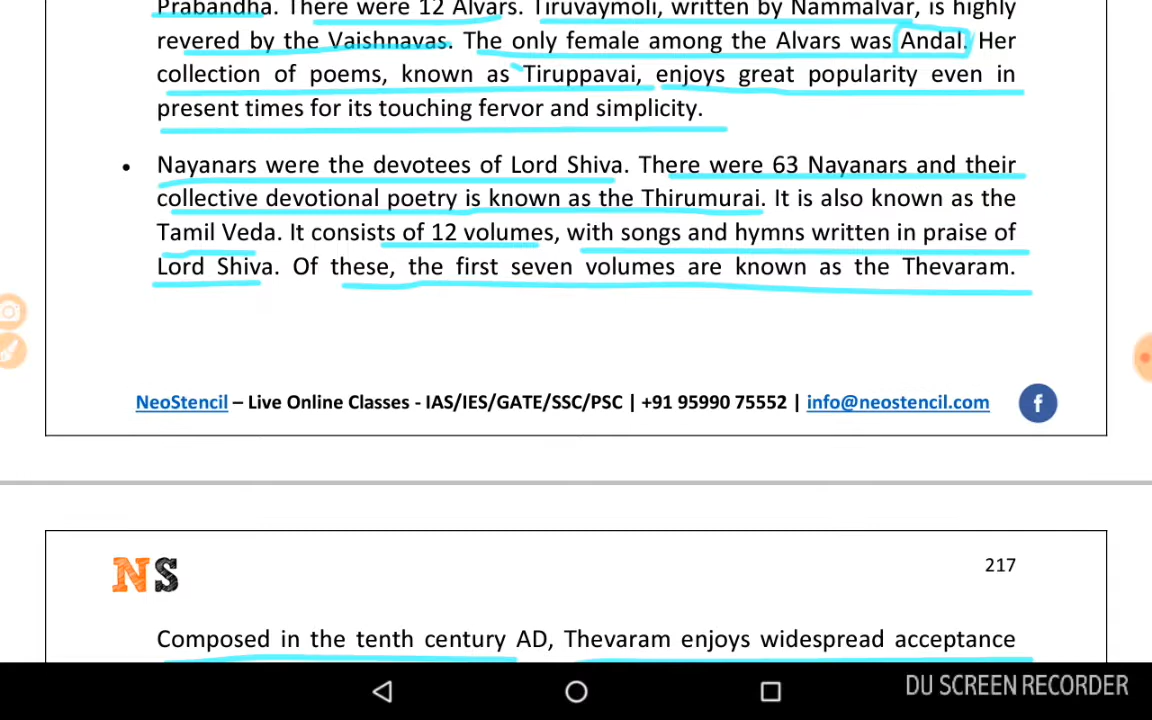 Prabandha. There were 12 Alvars. Tiruvaymoli, written by Nammalvar, is highly
revered by the Vaishnavas. The only female among the Alvars was Andal. Her
collection of poems, known as Tiruppavai, enjoys great popularity even in
present times for its touching fervor and simplicity.
• Nayanars were the devotees of Lord Shiva. There were 63 Nayanars and their
collective devotional poetry is known as the Thirumurai. It is also known as the
Tamil Veda. It consists of 12 volumes, with songs and hymns written in praise of
Lord Shiva. Of these, the first seven volumes are known as the Thevaram.
NeoStencil – Live Online Classes - IAS/IES/GATE/SSC/PSC | +91 95990 75552 | info@neostencil.com f
NS 217
Composed in the tenth century AD, Thevaram enjoys widespread acceptance
DU SCREEN RECORDER